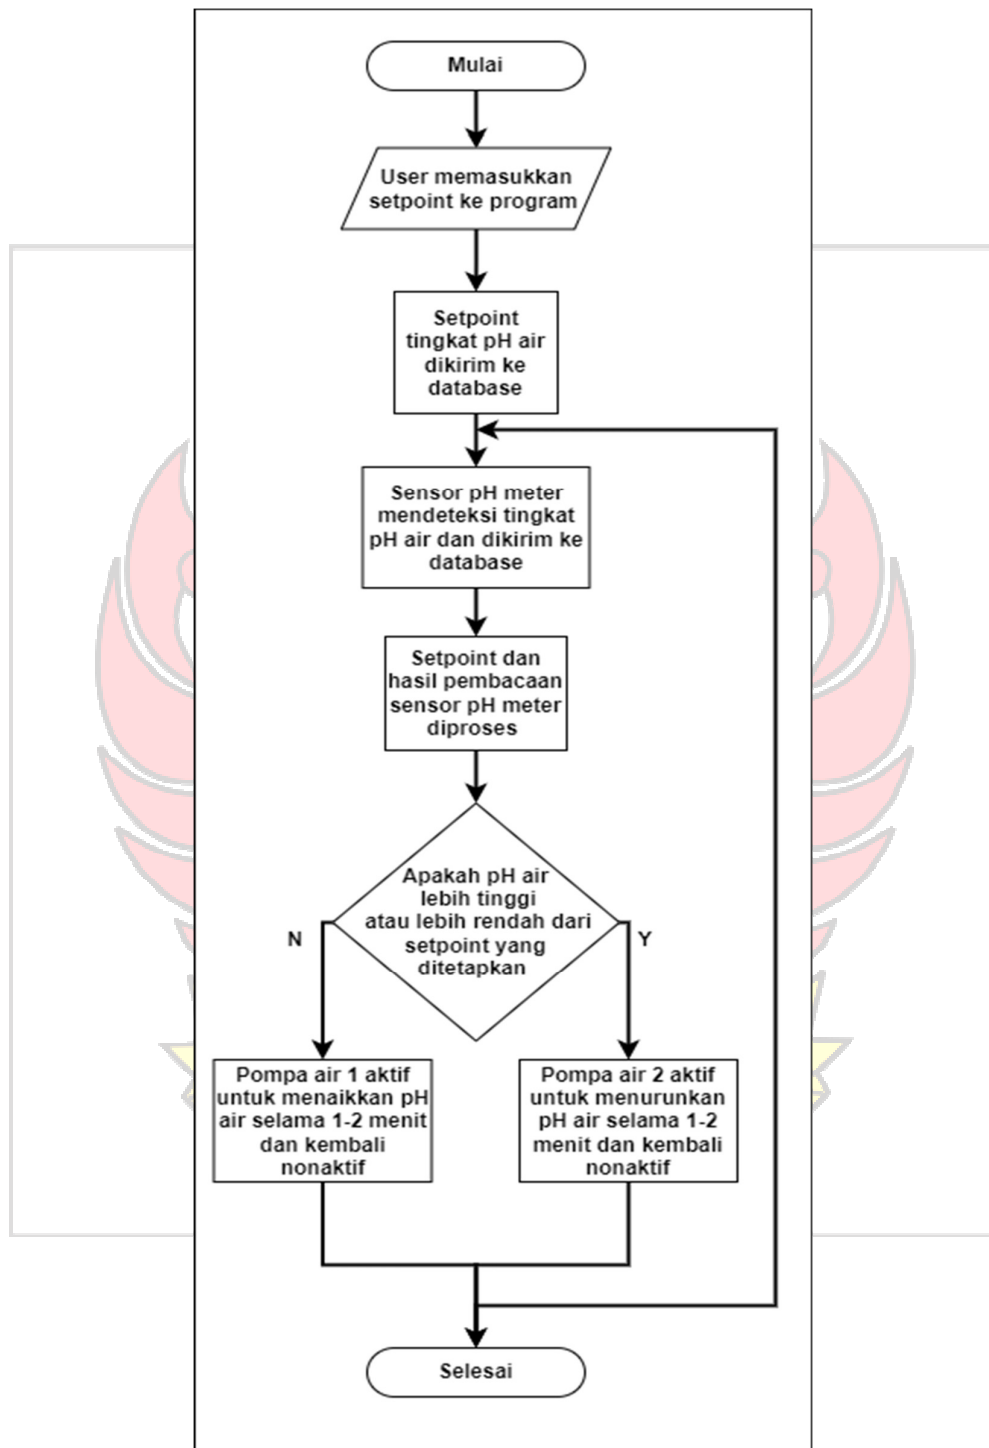 Mulai
User memasukkan
setpoint ke program
Setpoint
tingkat pH air
dikirim ke
database
Sensor pH meter
mendeteksi tingkat
pH air dan dikirim ke
database
Setpoint dan
hasil pembacaan
sensor pH meter
diproses
Apakah pH air
lebih tinggi
atau lebih rendah dari
setpoint yang
ditetapkan
N
Y
Pompa air 1 aktif
untuk menaikkan pH
air selama 1-2 menit
dan kembali
nonaktif
Pompa air 2 aktif
untuk menurunkan
pH air selama 1-2
menit dan kembali
nonaktif
Selesai